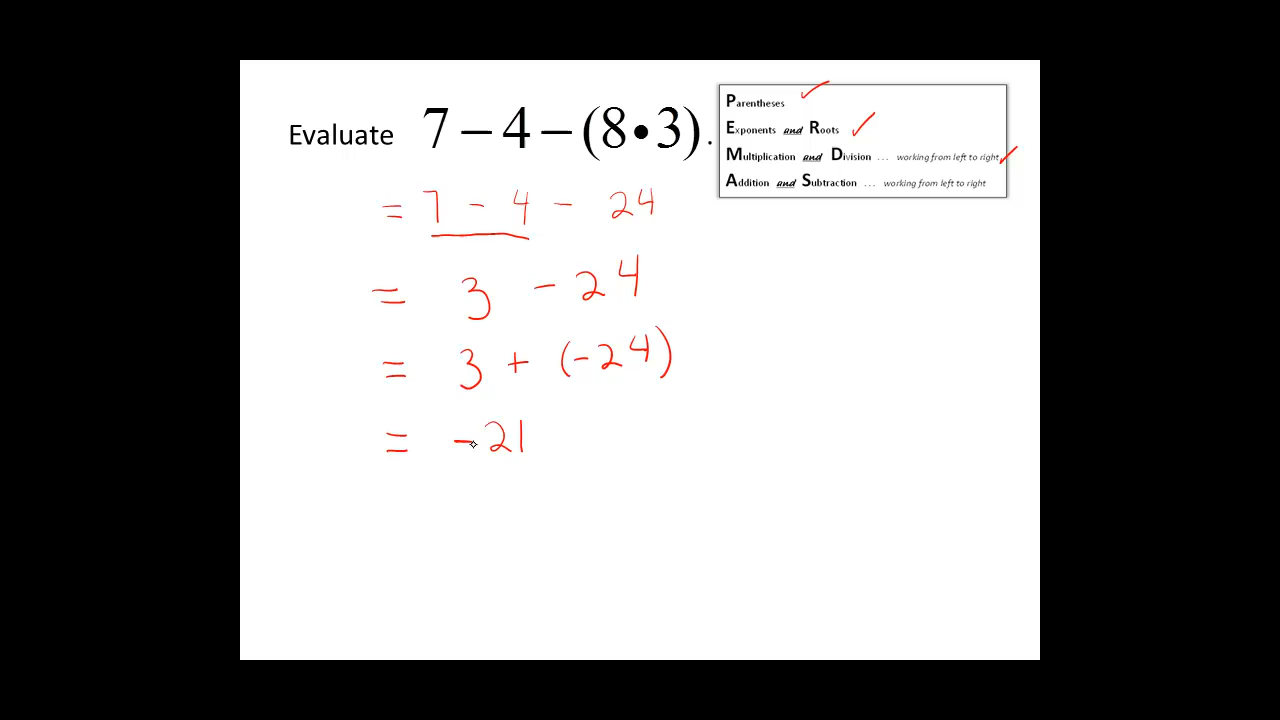 Evaluate 7 − 4 − (8 • 3).
Parentheses
Exponents and Roots
Multiplication and Division ... working from left to right
Addition and Subtraction ... working from left to right
= 7 - 4 - 24
= 3 - 24
= 3 + (-24)
= -21